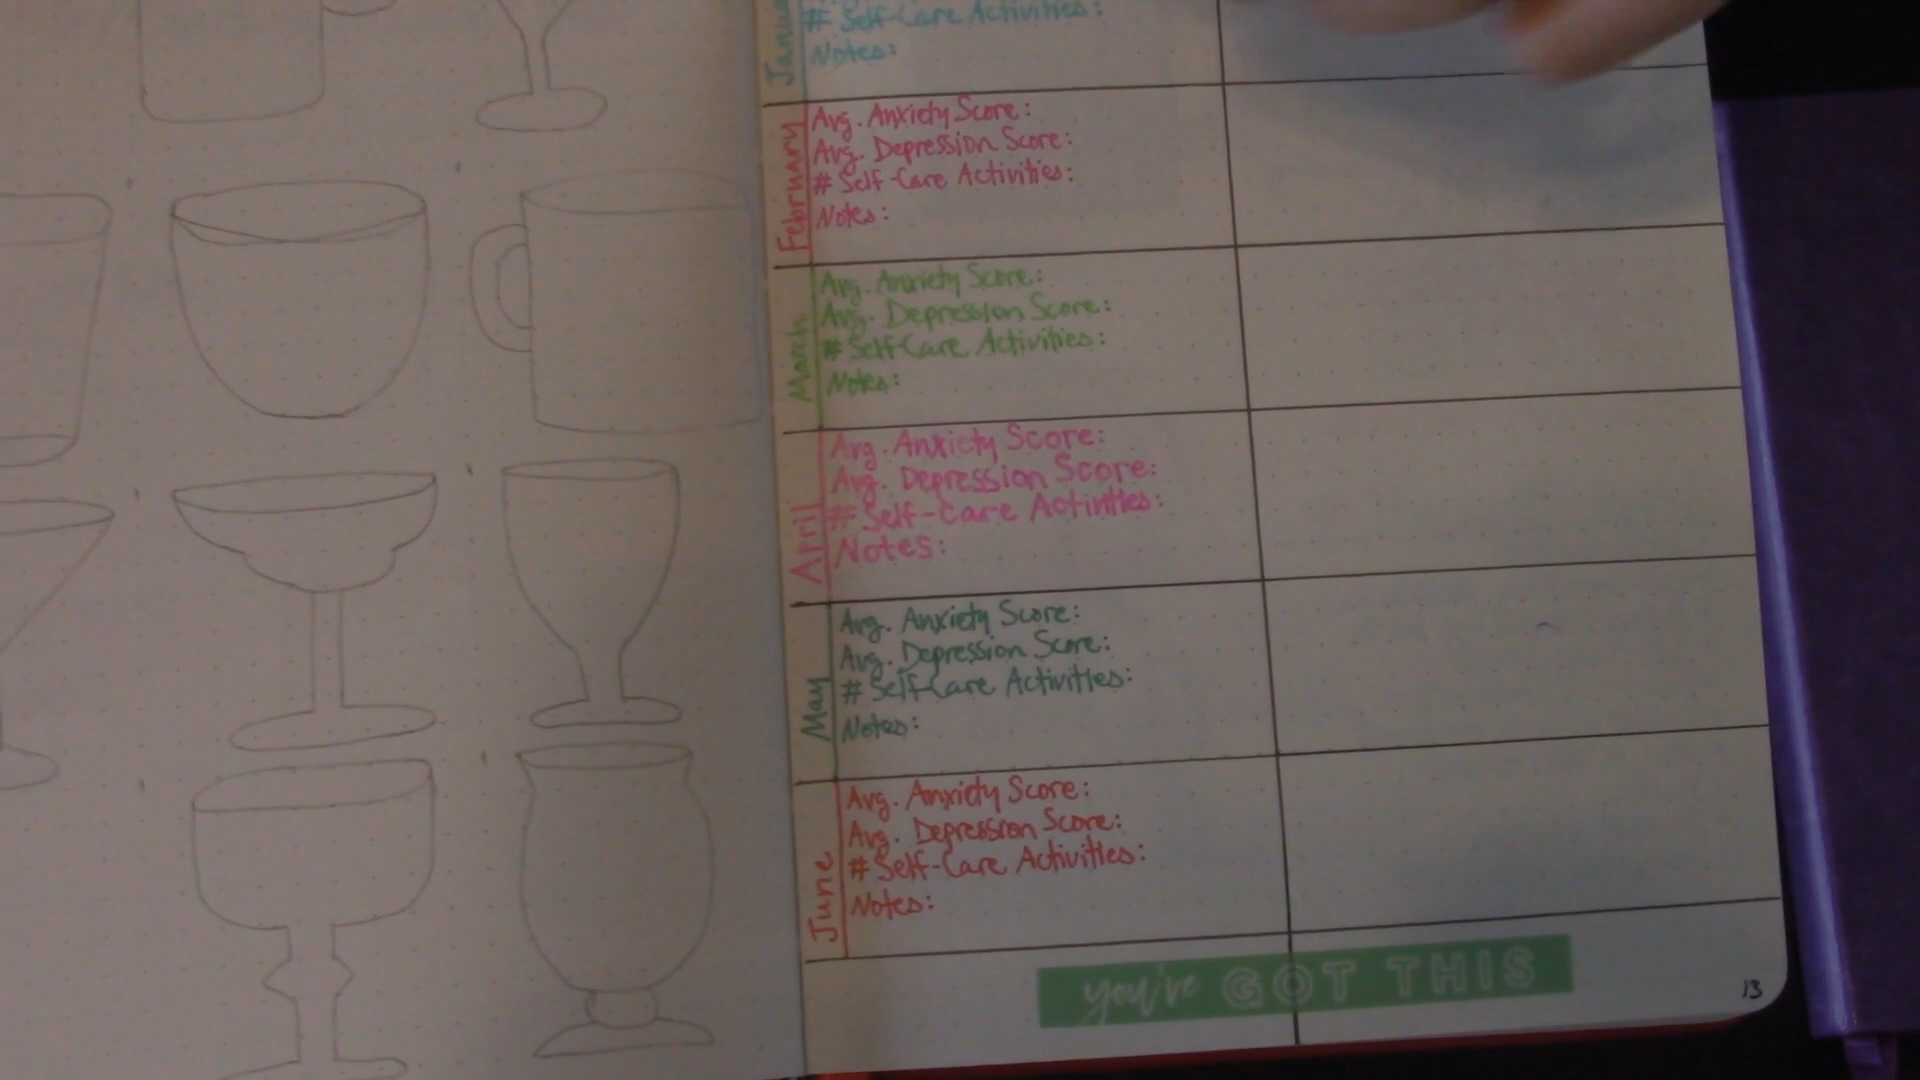 Janua
# Self-Care Activities:
Notes:
February
Avg. Anxiety Score:
Avg. Depression Score:
# Self-Care Activities:
Notes:
March
Avg. Anxiety Score:
Avg. Depression Score:
# Self-Care Activities:
Notes:
April
Avg. Anxiety Score:
Avg. Depression Score:
# Self-Care Activities:
Notes:
May
Avg. Anxiety Score:
Avg. Depression Score:
# Self-Care Activities:
Notes:
June
Avg. Anxiety Score:
Avg. Depression Score:
# Self-Care Activities:
Notes:
you've GOT THIS
13